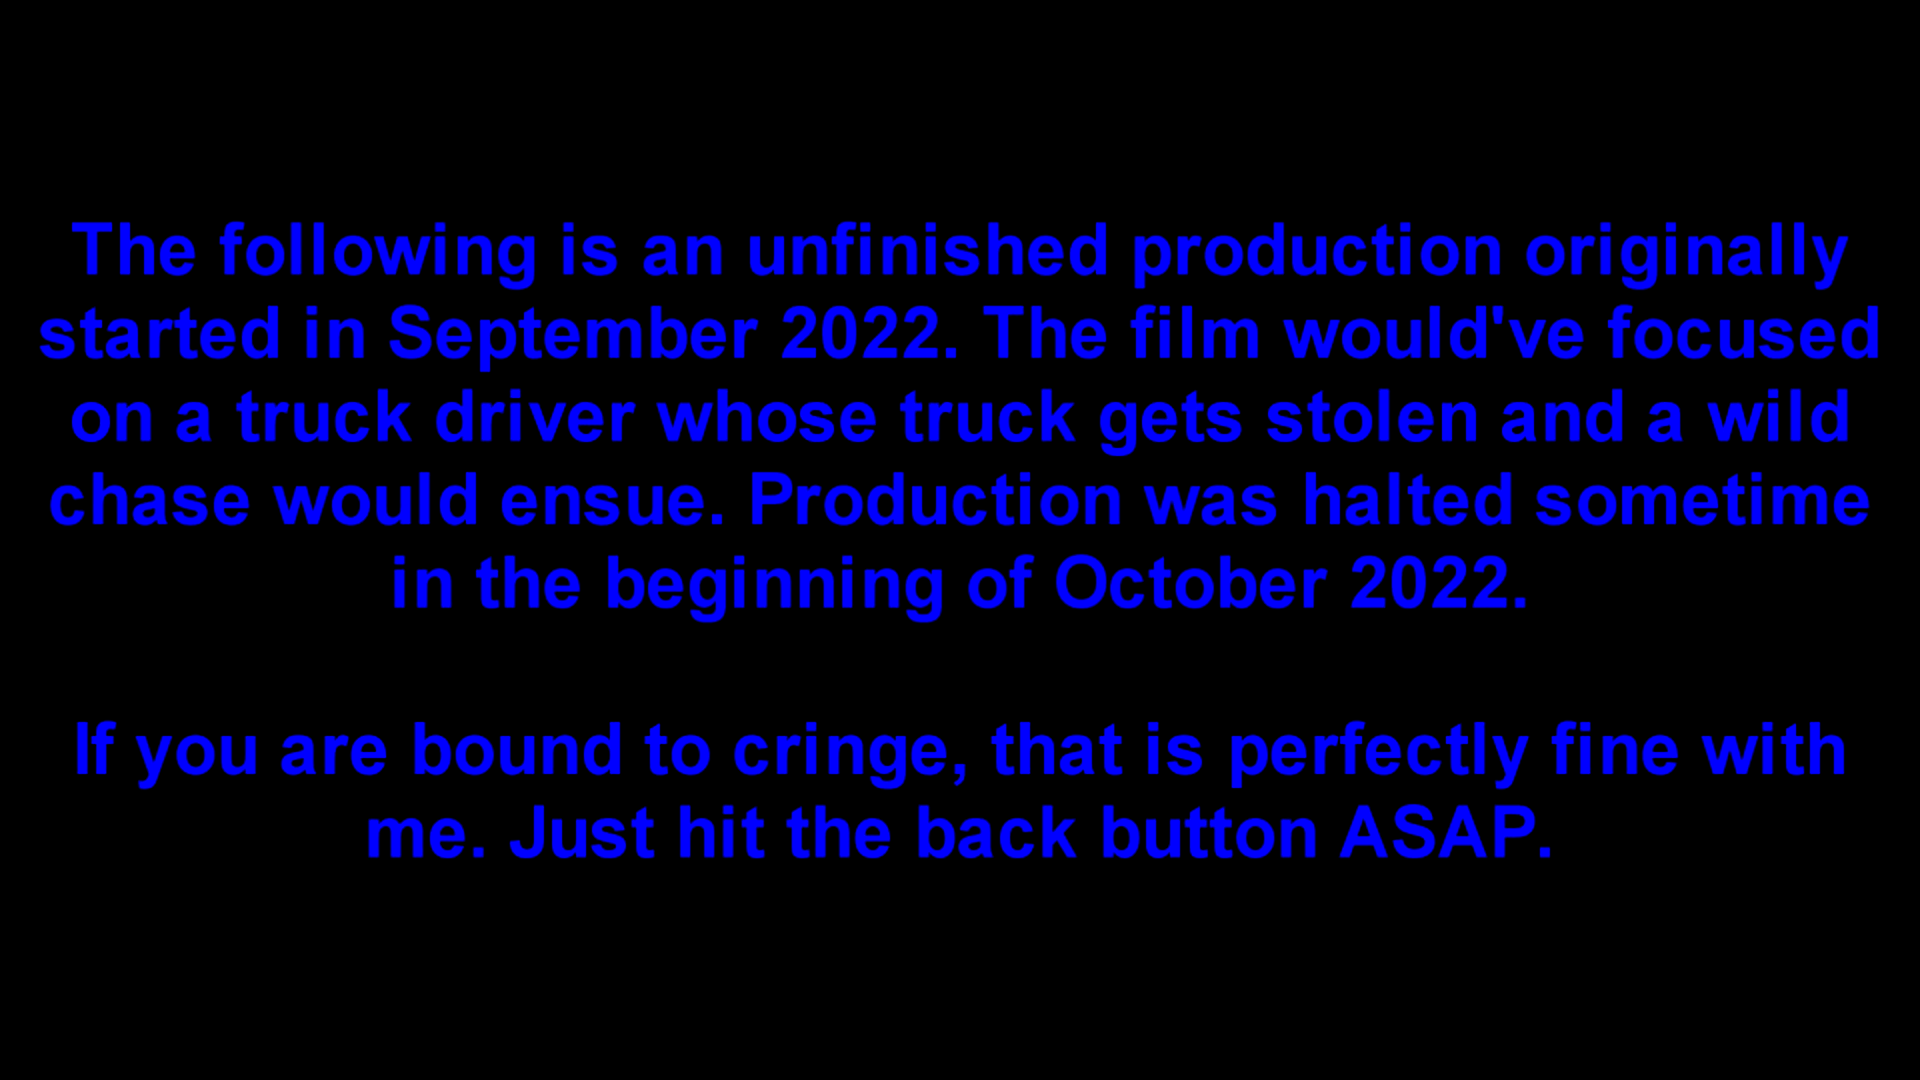 The following is an unfinished production originally
started in September 2022. The film would've focused
on a truck driver whose truck gets stolen and a wild
chase would ensue. Production was halted sometime
in the beginning of October 2022.
If you are bound to cringe, that is perfectly fine with
me. Just hit the back button ASAP.